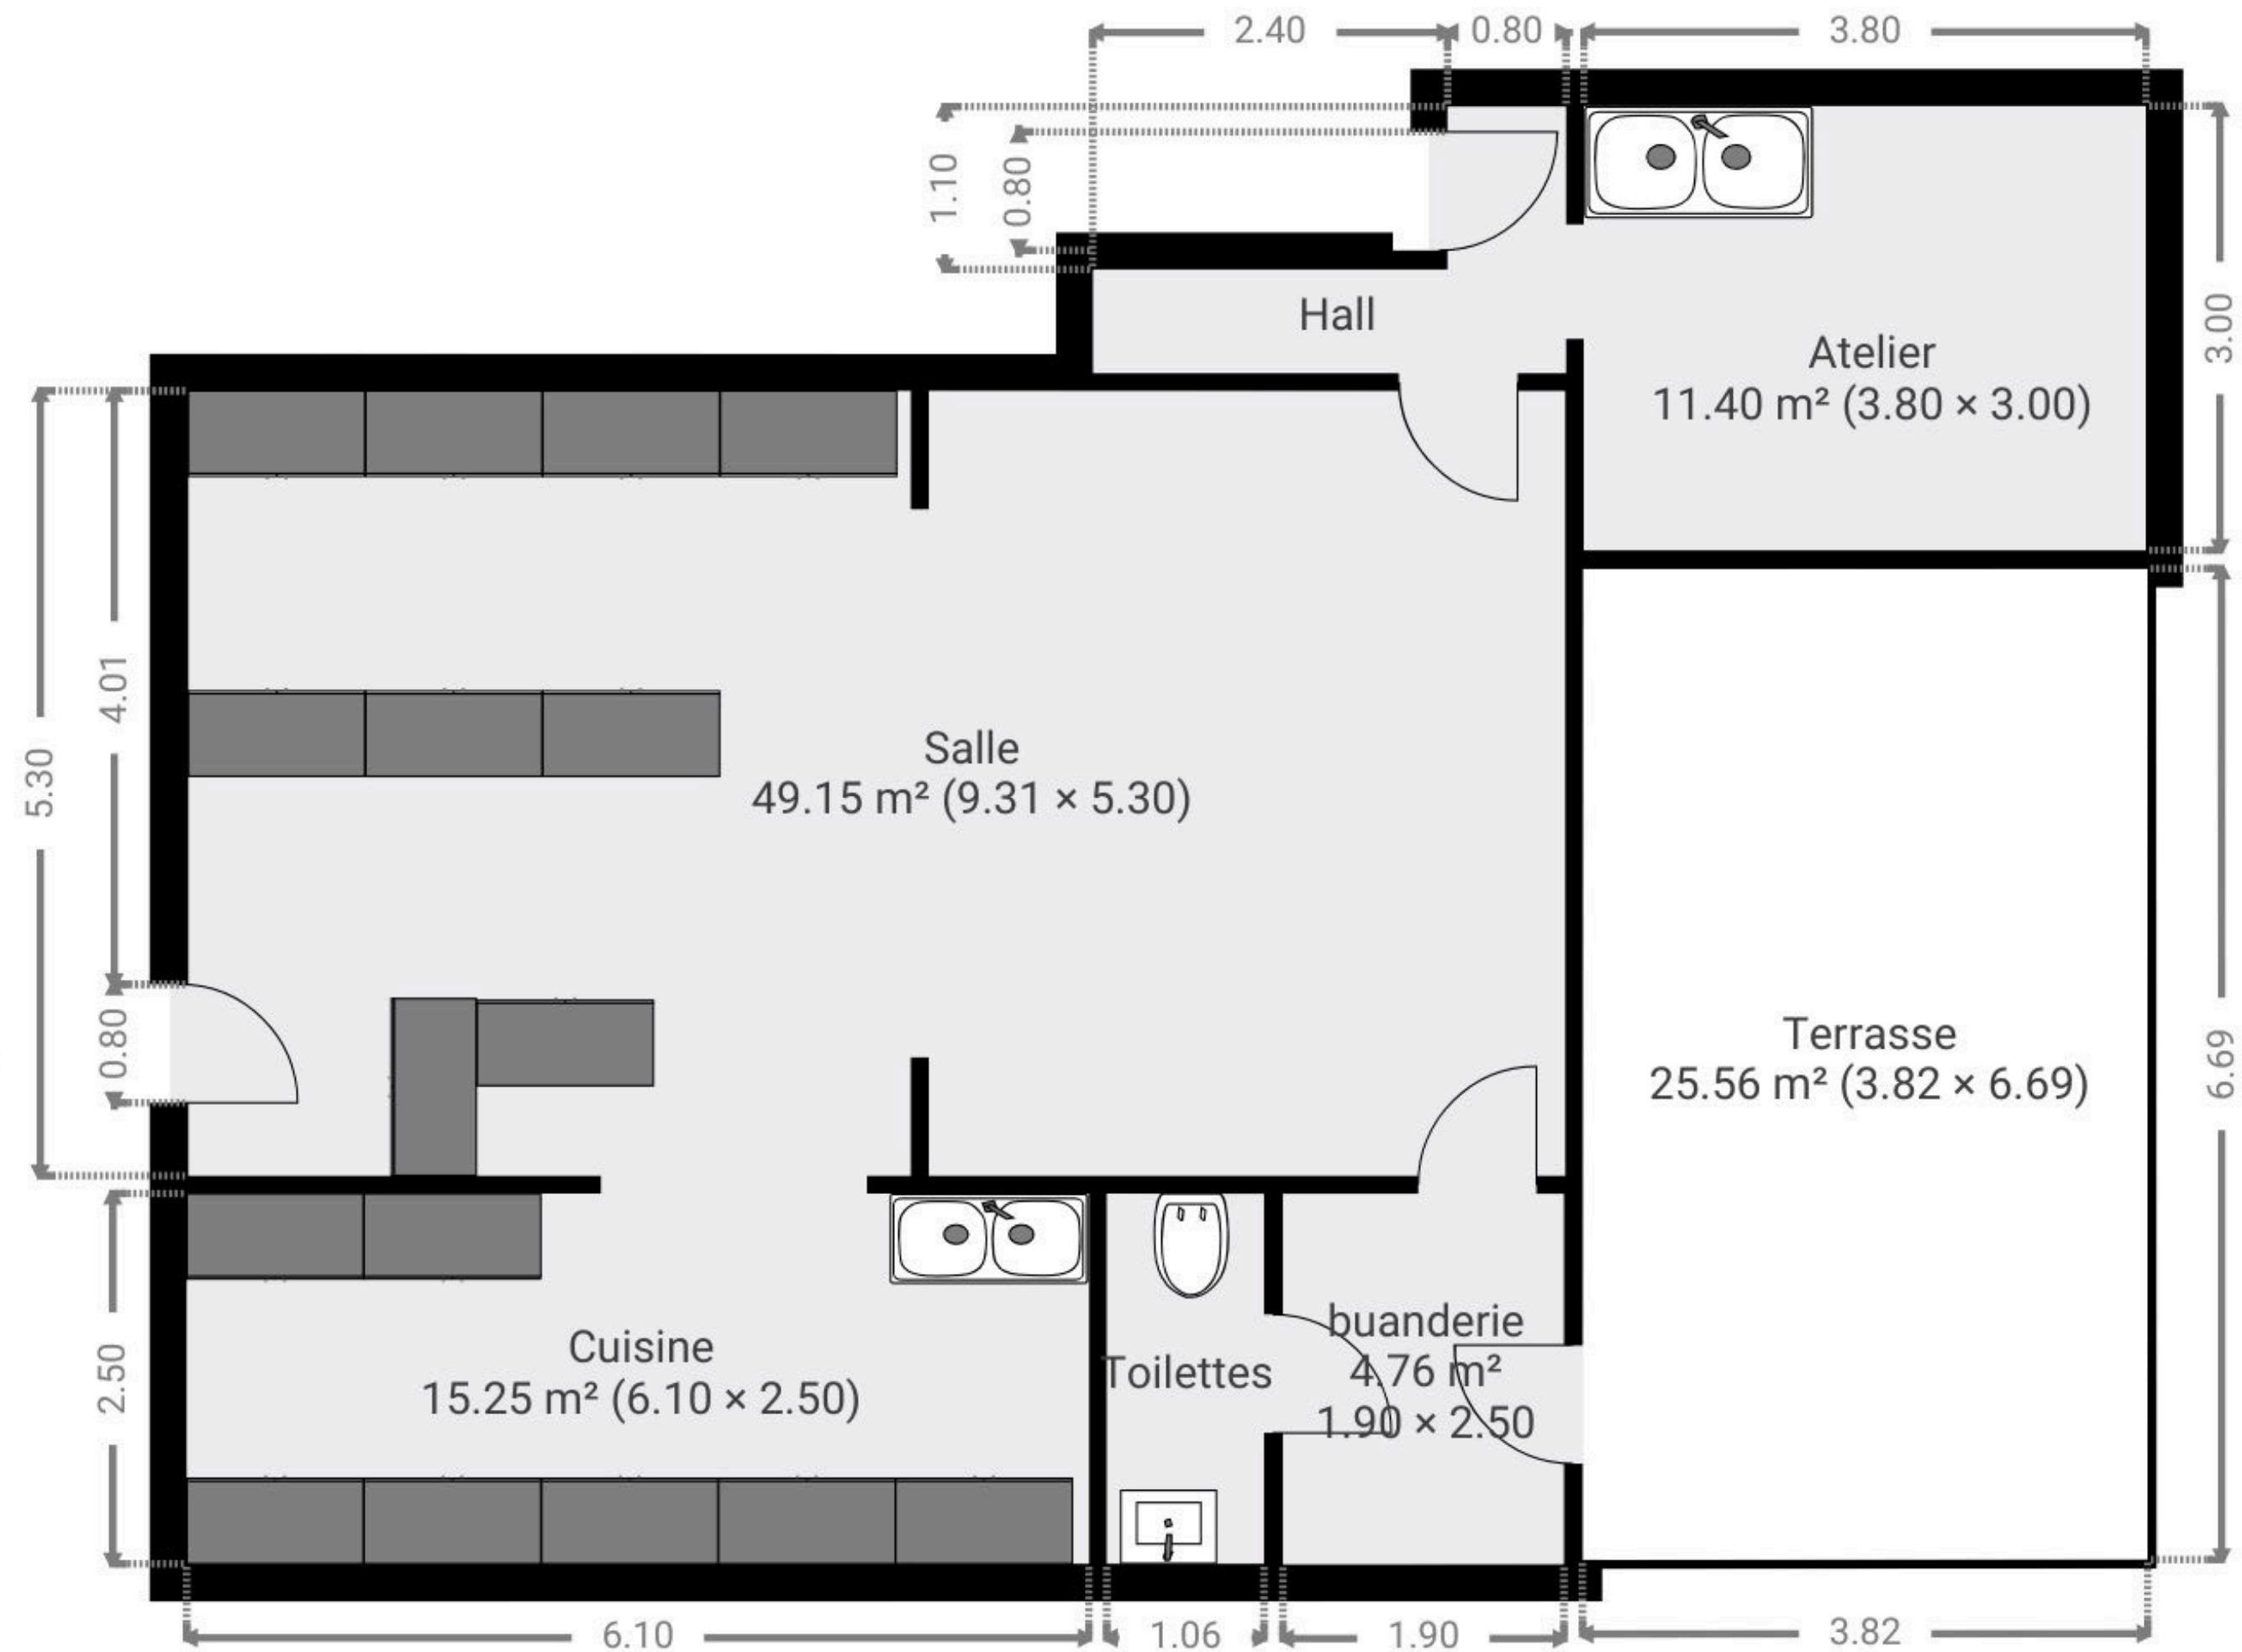 2.40
0.80
3.80
1.10
0.80
3.00
Hall
Atelier
11.40 m² (3.80 × 3.00)
4.01
5.30
Salle
49.15 m² (9.31 × 5.30)
0.80
Terrasse
25.56 m² (3.82 × 6.69)
6.69
2.50
Cuisine
15.25 m² (6.10 × 2.50)
Toilettes
buanderie
4.76 m²
1.90 × 2.50
6.10
1.06
1.90
3.82